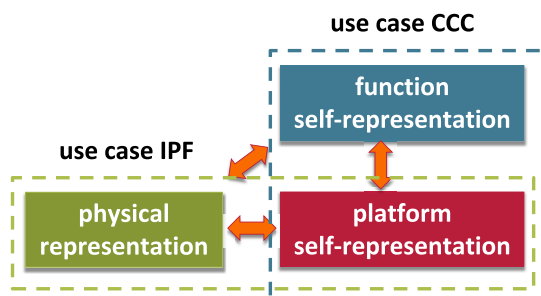 use case CCC
function
self-representation
use case IPF
physical
representation
platform
self-representation